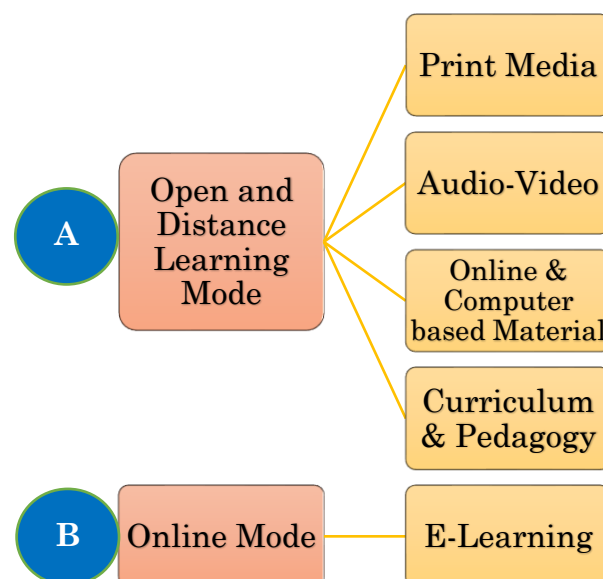 A
Open and
Distance
Learning
Mode
Print Media
Audio-Video
Online &
Computer
based Material
Curriculum
& Pedagogy
B
Online Mode
E-Learning